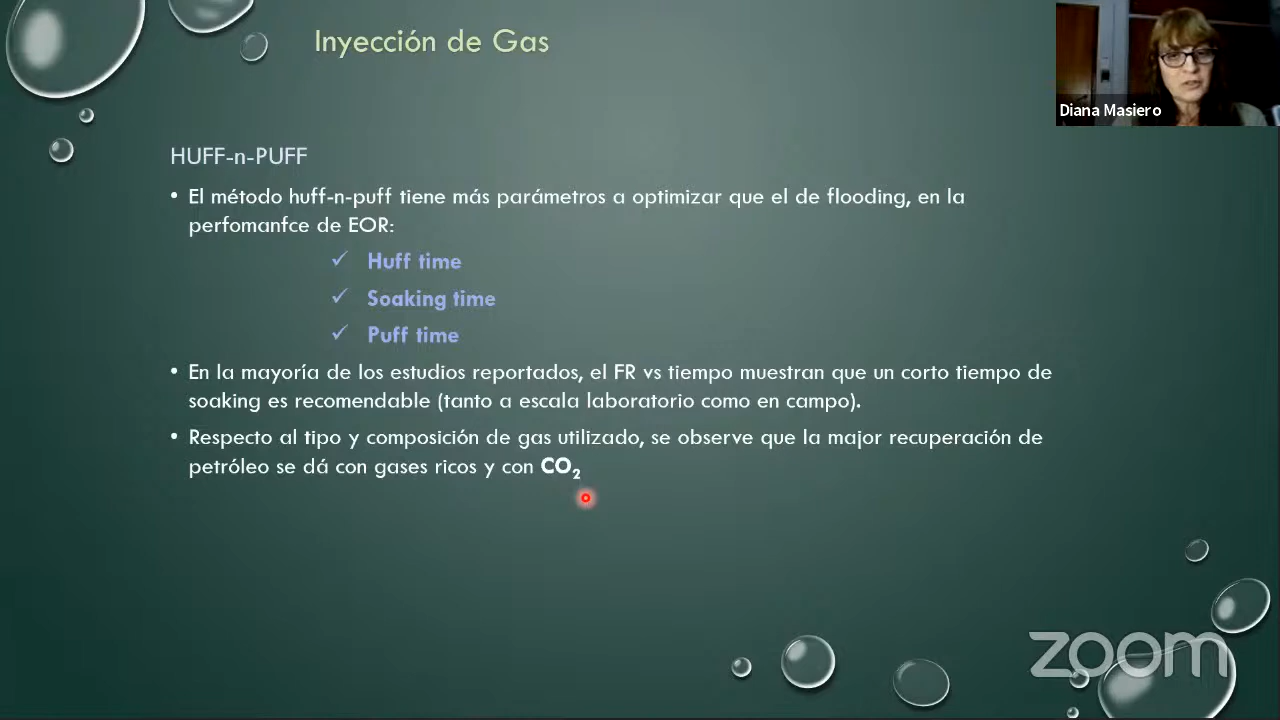 Inyección de Gas
Diana Masiero
HUFF-n-PUFF
• El método huff-n-puff tiene más parámetros a optimizar que el de flooding, en la
perfomanfce de EOR:
✓ Huff time
✓ Soaking time
✓ Puff time
• En la mayoría de los estudios reportados, el FR vs tiempo muestran que un corto tiempo de
soaking es recomendable (tanto a escala laboratorio como en campo).
• Respecto al tipo y composición de gas utilizado, se observe que la major recuperación de
petróleo se dá con gases ricos y con CO₂
zoom